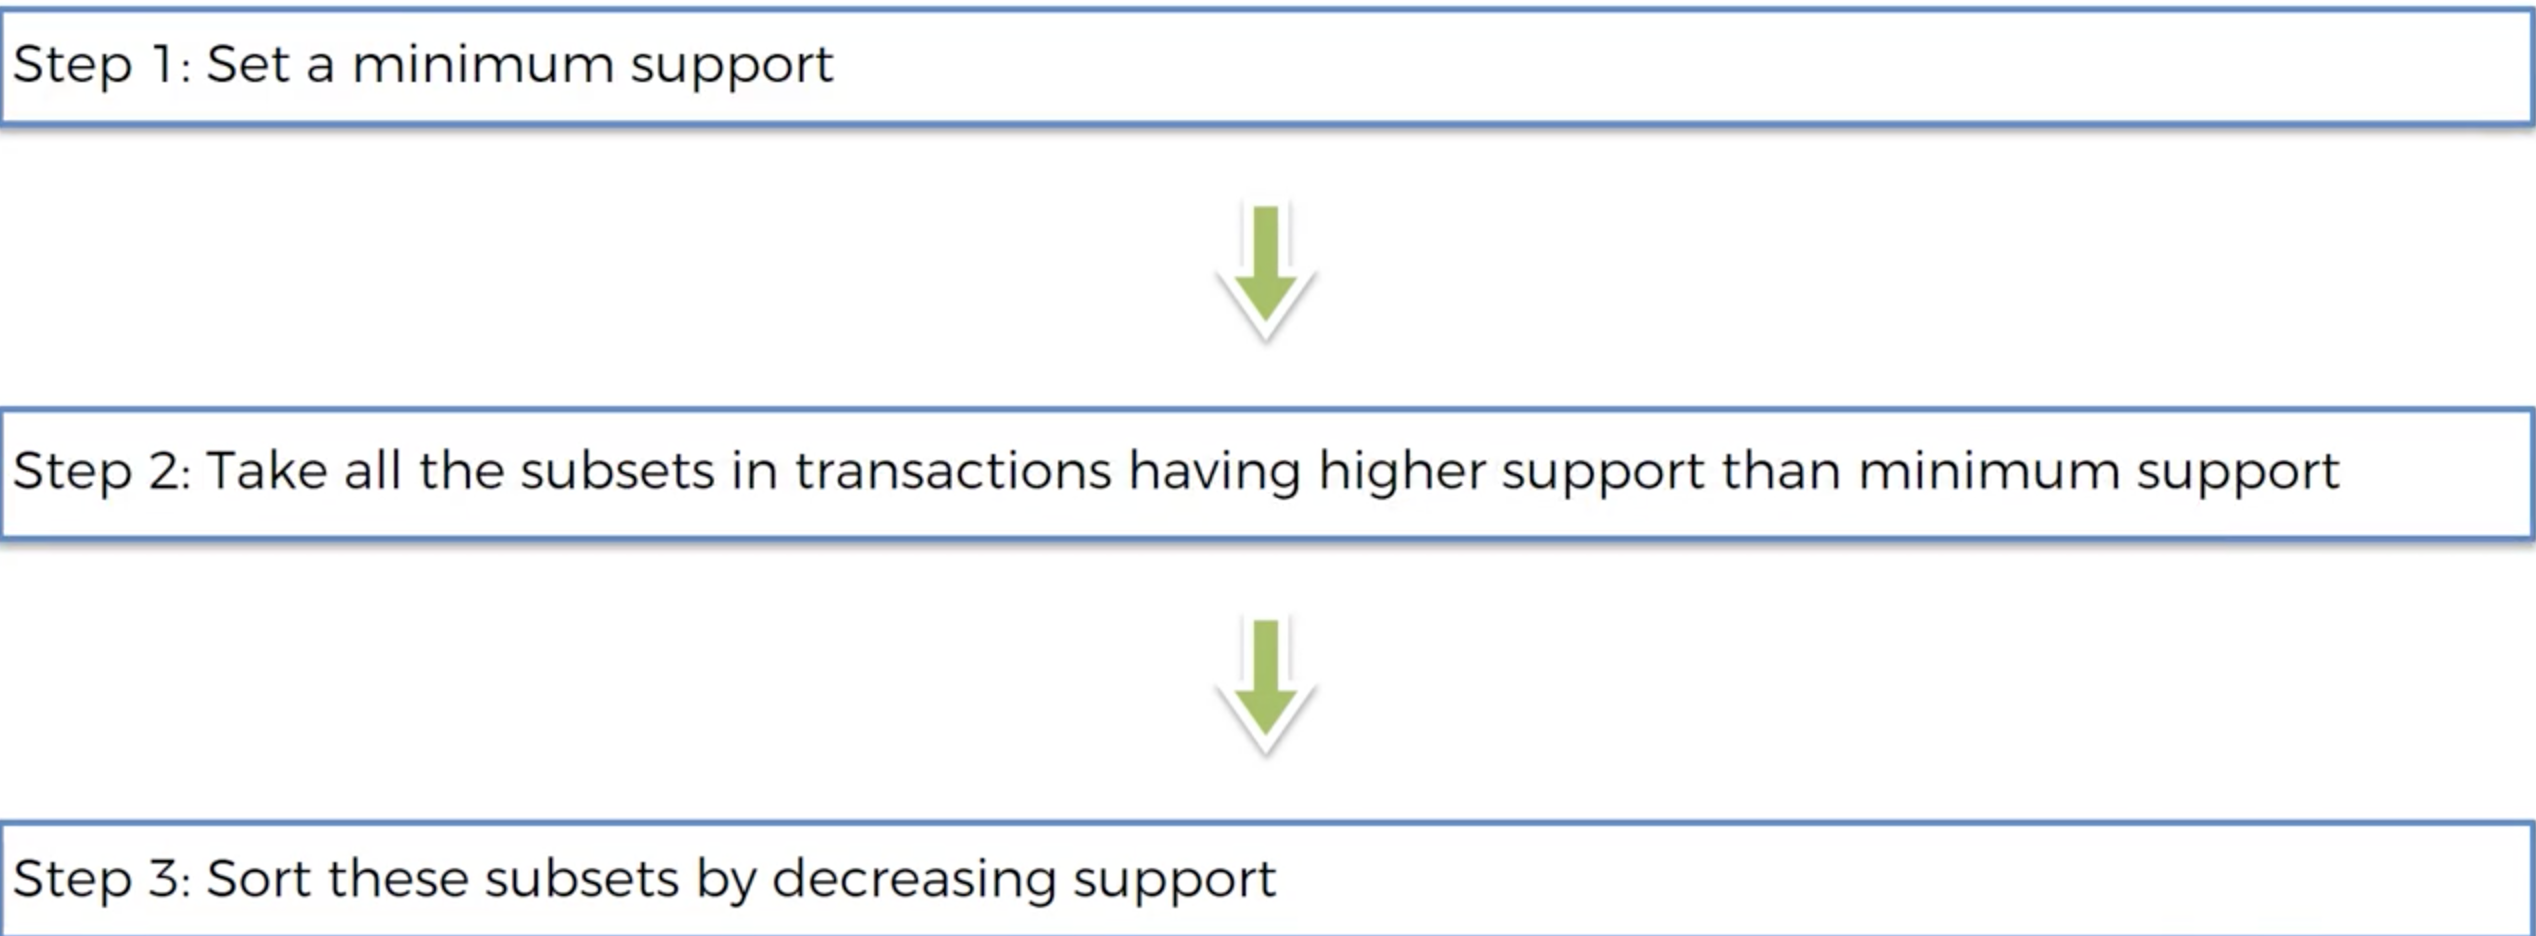 Step 1: Set a minimum support
Step 2: Take all the subsets in transactions having higher support than minimum support
Step 3: Sort these subsets by decreasing support